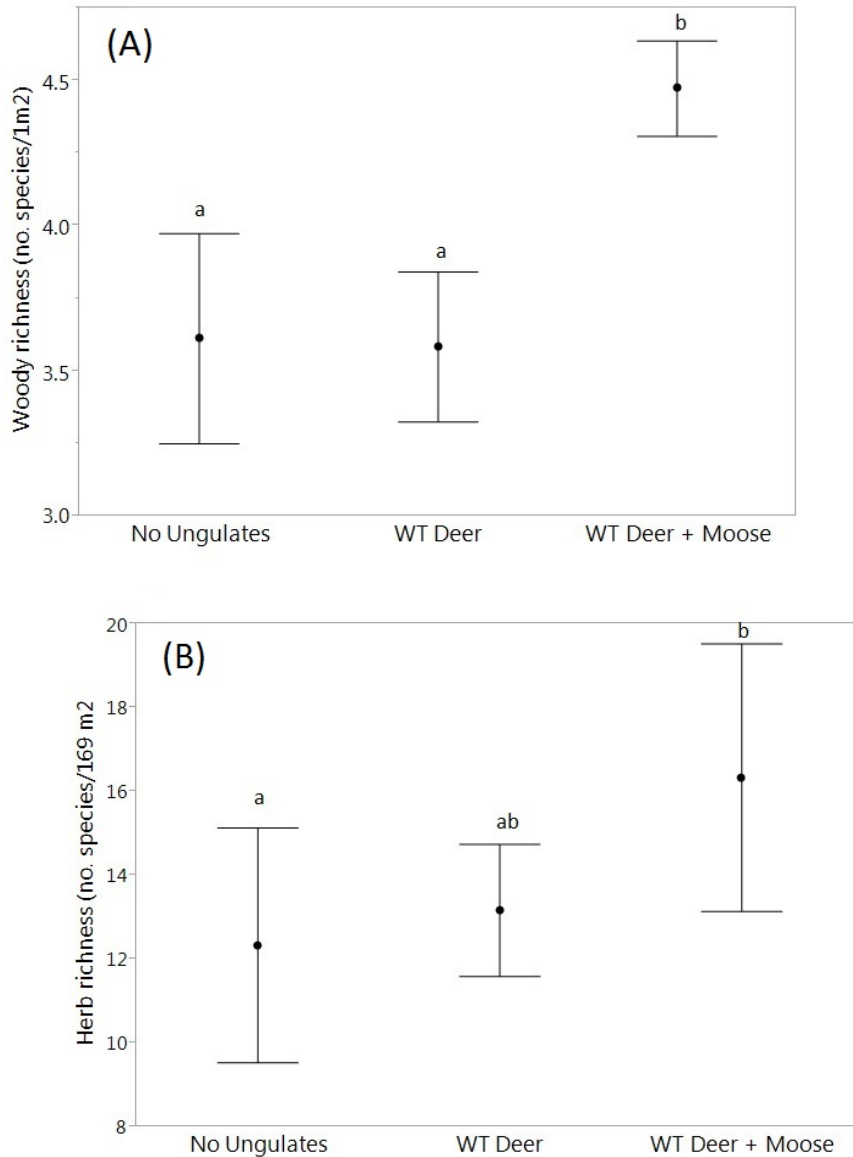 (A)
Woody richness (no. species/1m2)
4.5
4.0
3.5
3.0
a
a
b
No Ungulates
WT Deer
WT Deer + Moose
(B)
Herb richness (no. species/169 m2
20
18
16
14
12
10
8
a
ab
b
No Ungulates
WT Deer
WT Deer + Moose